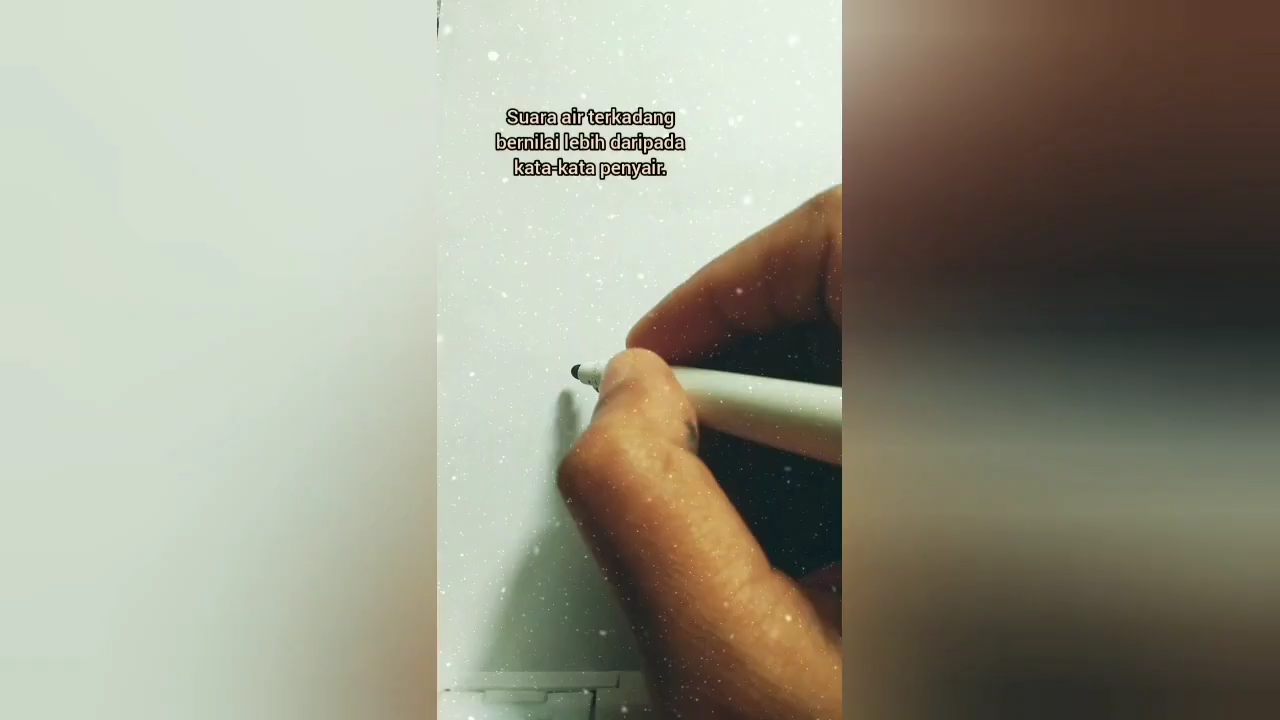 Suara air terkadang
bernilai lebih daripada
kata-kata penyair.